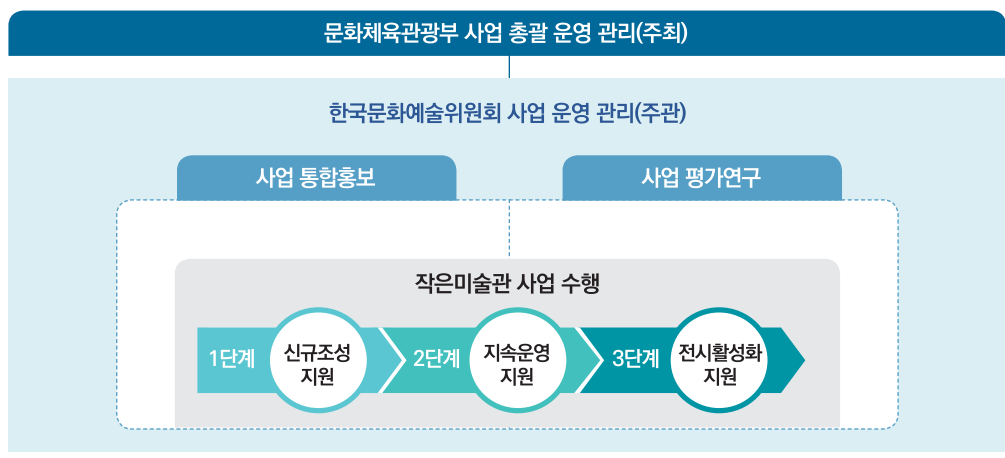 문화체육관광부 사업 총괄 운영 관리(주최)
한국문화예술위원회 사업 운영 관리(주관)
사업 통합홍보
사업 평가연구
작은미술관 사업 수행
1단계
신규조성
지원
2단계
지속운영
지원
3단계
전시활성화
지원